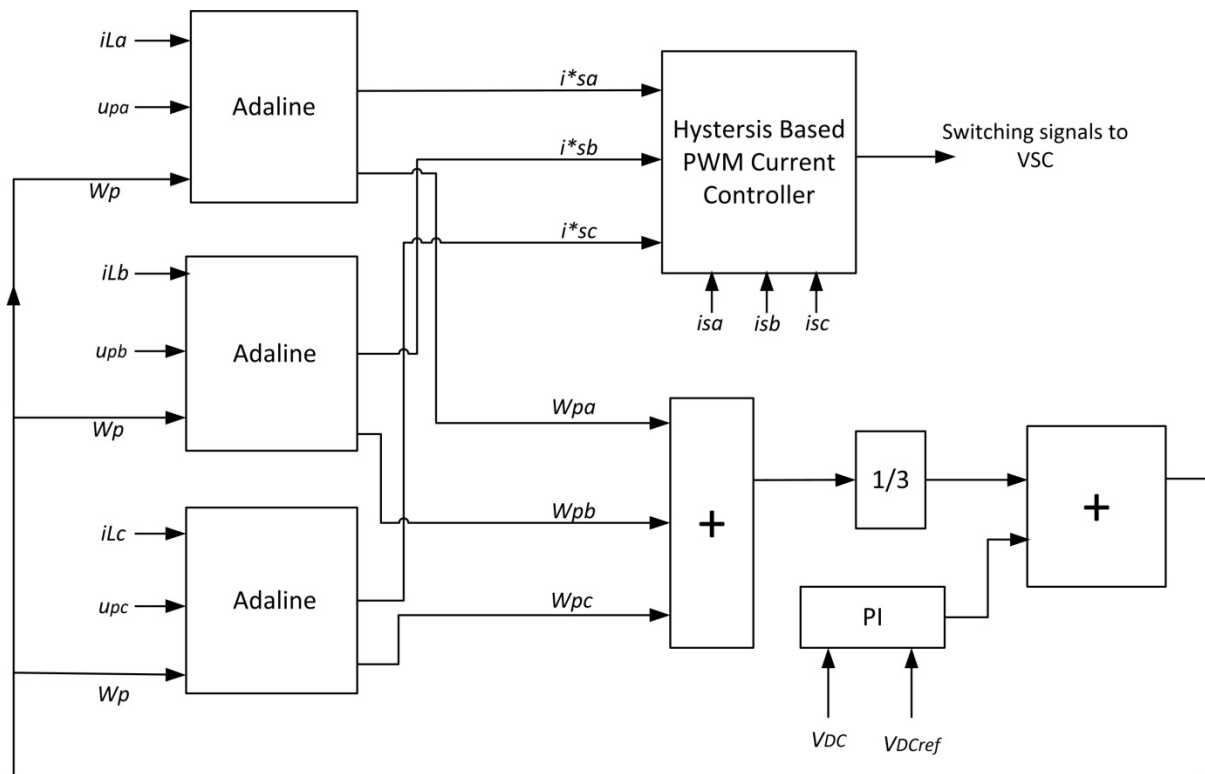 iLa
upa
Wp
Adaline
i*sa
i*sb
i*sc
Hystersis Based
PWM Current
Controller
Switching signals to
VSC
isa isb isc
iLb
upb
Wp
Adaline
Wpa
Wpb
Wpc
+
1/3
+
PI
VDC VDCref
iLc
upc
Wp
Adaline